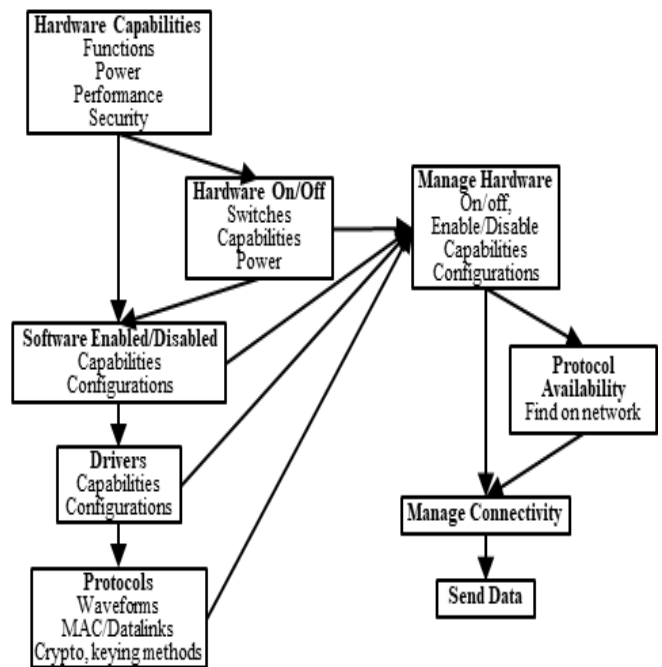 Hardware Capabilities
Functions
Power
Performance
Security
Hardware On/Off
Switches
Capabilities
Power
Manage Hardware
On/off,
Enable/Disable
Capabilities
Configurations
Software Enabled/Disabled
Capabilities
Configurations
Protocol
Availability
Find on network
Drivers
Capabilities
Configurations
Manage Connectivity
Protocols
Waveforms
MAC/Datalinks
Crypto, keying methods
Send Data